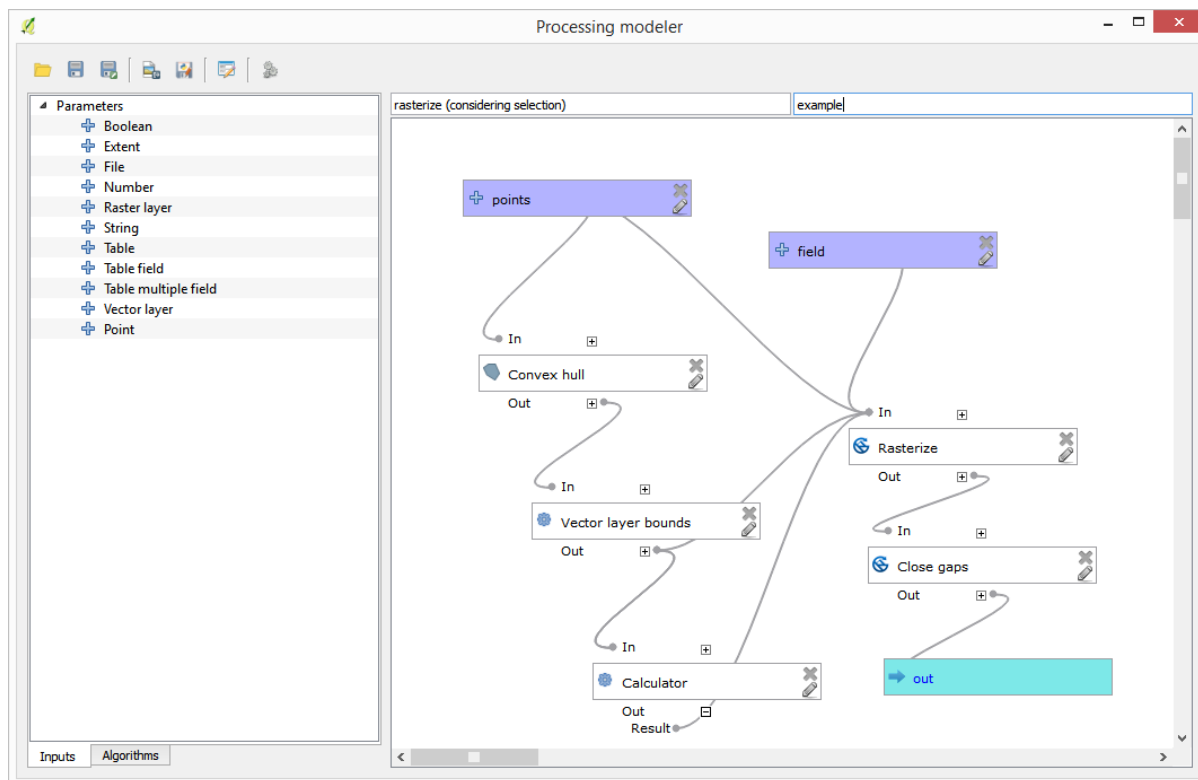 Processing modeler
Parameters
Boolean
Extent
File
Number
Raster layer
String
Table
Table field
Table multiple field
Vector layer
Point
Inputs
Algorithms
rasterize (considering selection)
example
points
field
In
Convex hull
Out
In
Rasterize
Out
In
Vector layer bounds
Out
In
Close gaps
Out
In
Calculator
Out
Result
out